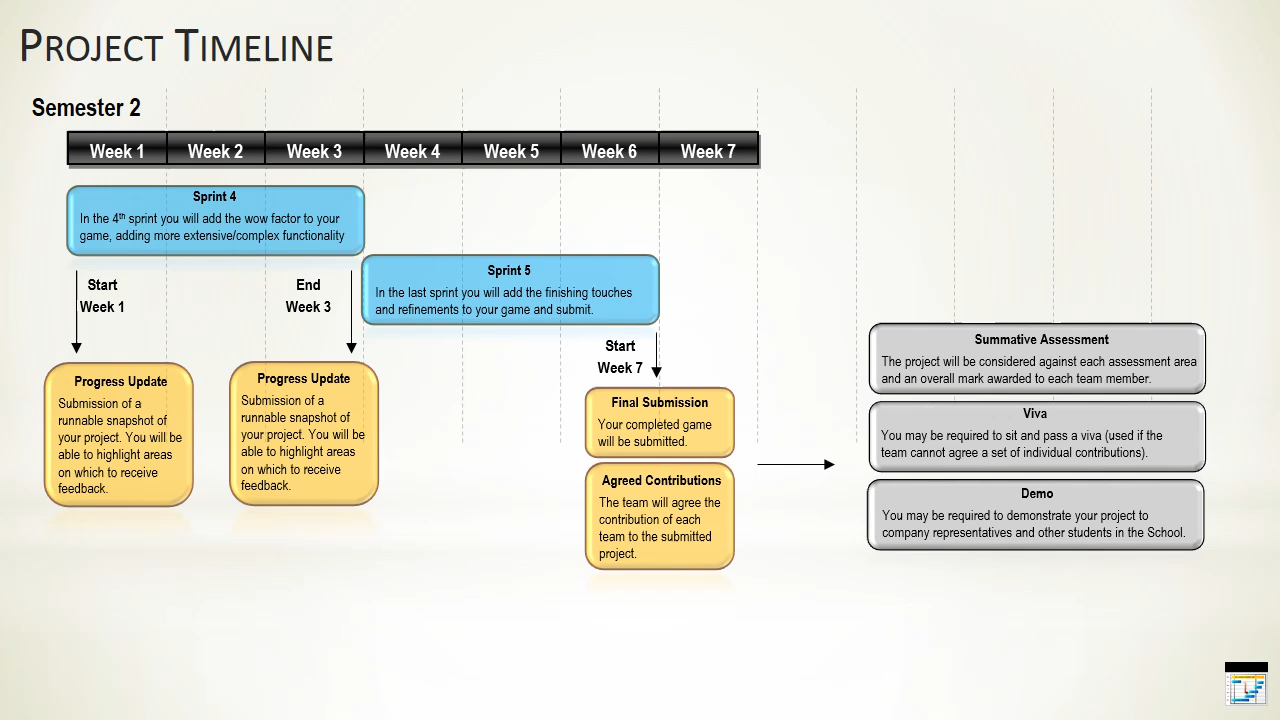 PROJECT TIMELINE
Semester 2
Week 1 Week 2 Week 3 Week 4 Week 5 Week 6 Week 7
Sprint 4
In the 4th sprint you will add the wow factor to your
game, adding more extensive/complex functionality
Sprint 5
In the last sprint you will add the finishing touches
and refinements to your game and submit.
Start
Week 1
End
Week 3
Start
Week 7
Progress Update
Submission of a
runnable snapshot of
your project. You will be
able to highlight areas
on which to receive
feedback.
Progress Update
Submission of a
runnable snapshot of
your project. You will be
able to highlight areas
on which to receive
feedback.
Final Submission
Your completed game
will be submitted.
Agreed Contributions
The team will agree the
contribution of each
team to the submitted
project.
Summative Assessment
The project will be considered against each assessment area
and an overall mark awarded to each team member.
Viva
You may be required to sit and pass a viva (used if the
team cannot agree a set of individual contributions).
Demo
You may be required to demonstrate your project to
company representatives and other students in the School.